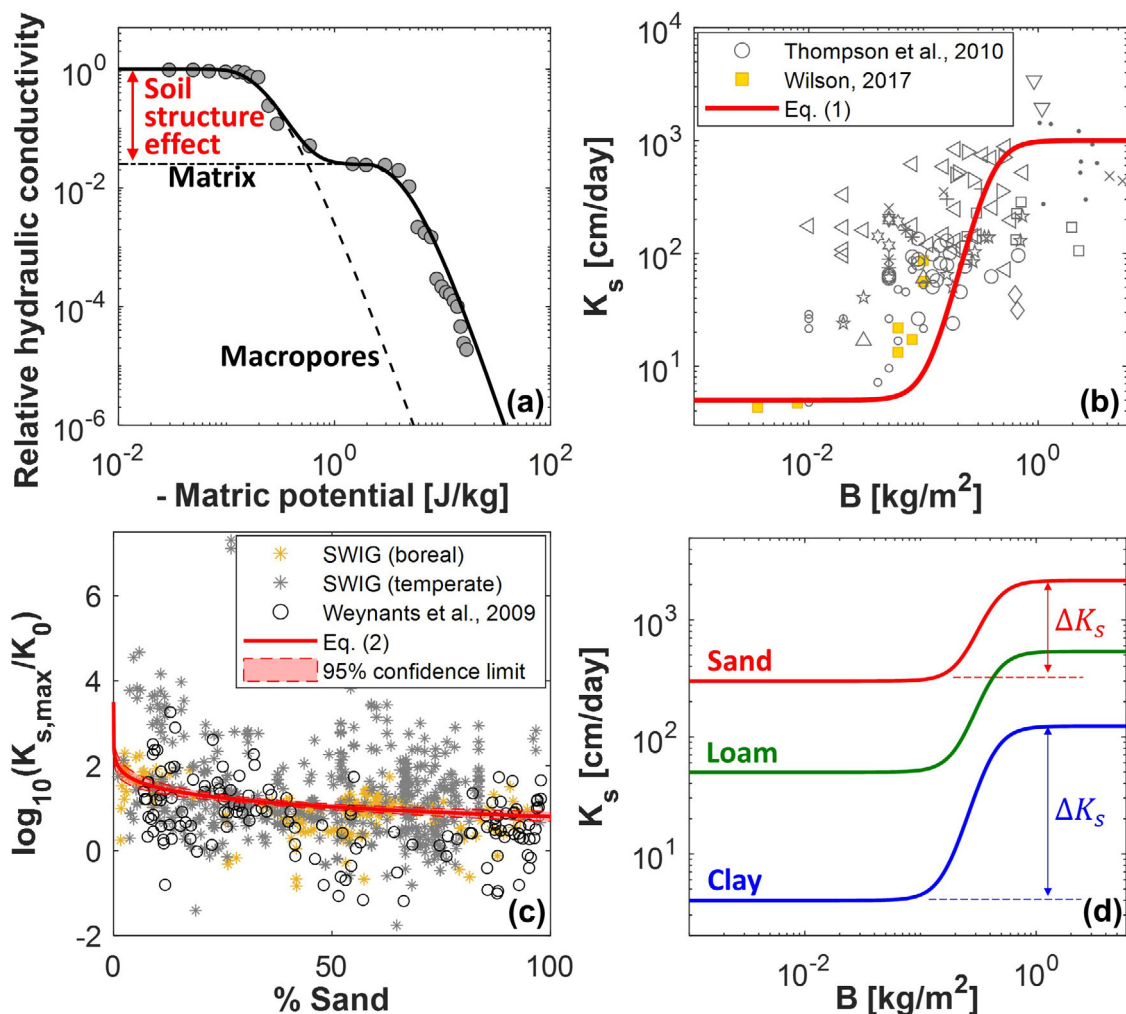 Relative hydraulic conductivity
10^0
10^-2
10^-4
10^-6
Soil
structure
effect
Matrix
Macropores
(a)
10^-2
10^0
10^2
- Matric potential [J/kg]
K_s [cm/day]
10^4
10^3
10^2
10^1
Thompson et al., 2010
Wilson, 2017
Eq. (1)
(b)
10^-2
10^0
B [kg/m^2]
log_10(K_s,max/K_0)
6
4
2
0
-2
SWIG (boreal)
SWIG (temperate)
Weynants et al., 2009
Eq. (2)
95% confidence limit
(c)
0
50
100
% Sand
K_s [cm/day]
10^3
10^2
10^1
Sand
ΔK_s
Loam
ΔK_s
Clay
(d)
10^-2
10^0
B [kg/m^2]